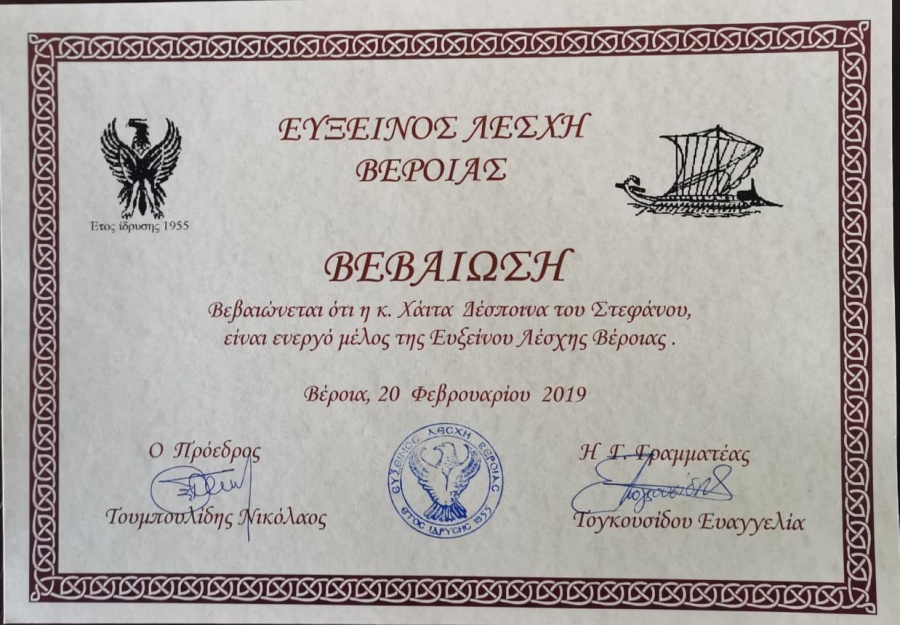 ΕΥΞΕΙΝΟΣ ΛΕΣΧΗ
ΒΕΡΟΙΑΣ
Έτος ίδρυσης 1955
ΒΕΒΑΙΩΣΗ
Βεβαιώνεται ότι η κ. Χάιτα Δέσποινα του Στεφάνου,
είναι ενεργό μέλος της Ευξείνου Λέσχης Βέροιας .
Βέροια, 20 Φεβρουαρίου 2019
Ο Πρόεδρος
Τουμπουλίδης Νικόλαος
ΕΥΞΕΙΝΟΣ ΛΕΣΧΗ ΒΕΡΟΙΑΣ
ΕΤΟΣ ΙΔΡΥΣΗΣ 1955
Η Γ. Γραμματέας
Τογκουσίδου Ευαγγελία